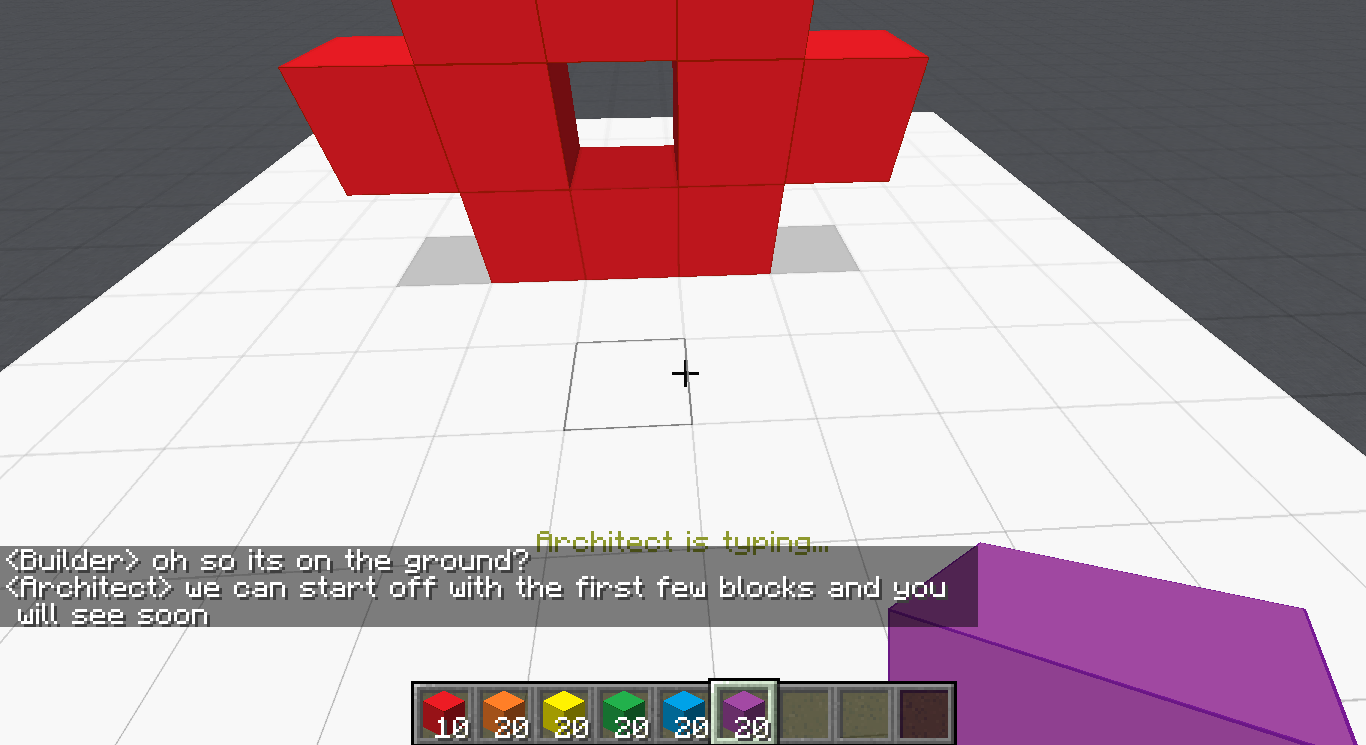 Architect is typing...
<Builder> oh so its on the ground?
<Architect> we can start off with the first few blocks and you
will see soon
10 20 20 20 20 20